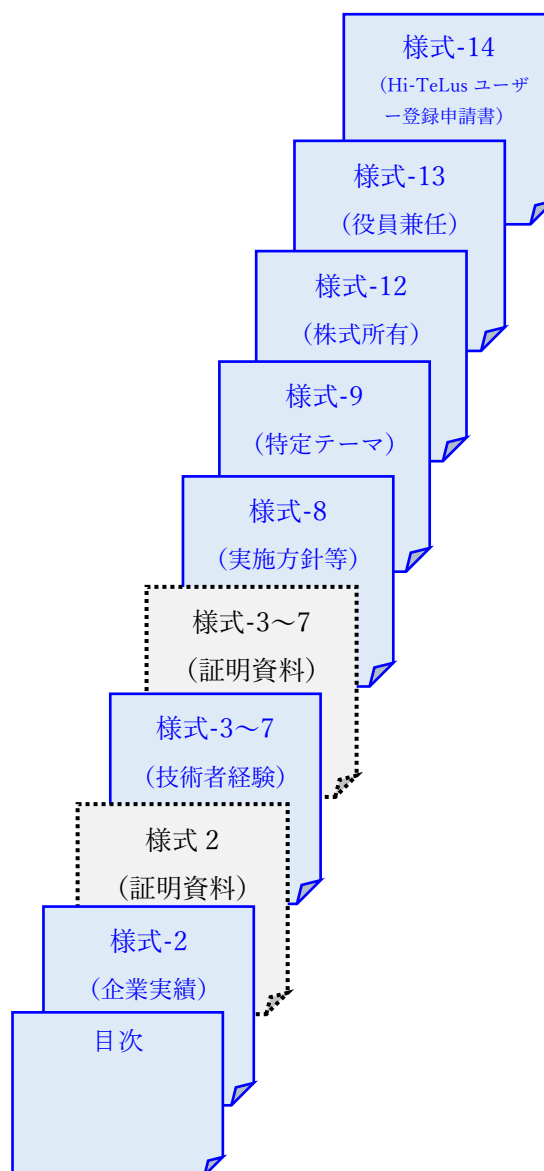 様式-14
（Hi-TeLus ユーザ
ー登録申請書）
様式-13
（役員兼任）
様式-12
（株式所有）
様式-9
（特定テーマ）
様式-8
（実施方針等）
様式-3～7
（証明資料）
様式-3～7
（技術者経験）
様式 2
（証明資料）
様式-2
（企業実績）
目次